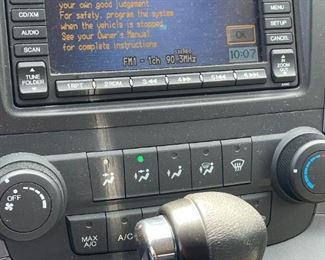 your own good judgement
For safety, program the system
when the vehicle is stopped.
See your Owner's Manual
for complete instructions.
OK
10:07
FM1 - 1ch 90.3MHz
CD/XM
AUDIO
SCAN
TUNE
FOLDER
MENU
SETUP
CANCEL
ZOOM
OUT
OFF
MAX
A/C
A/C